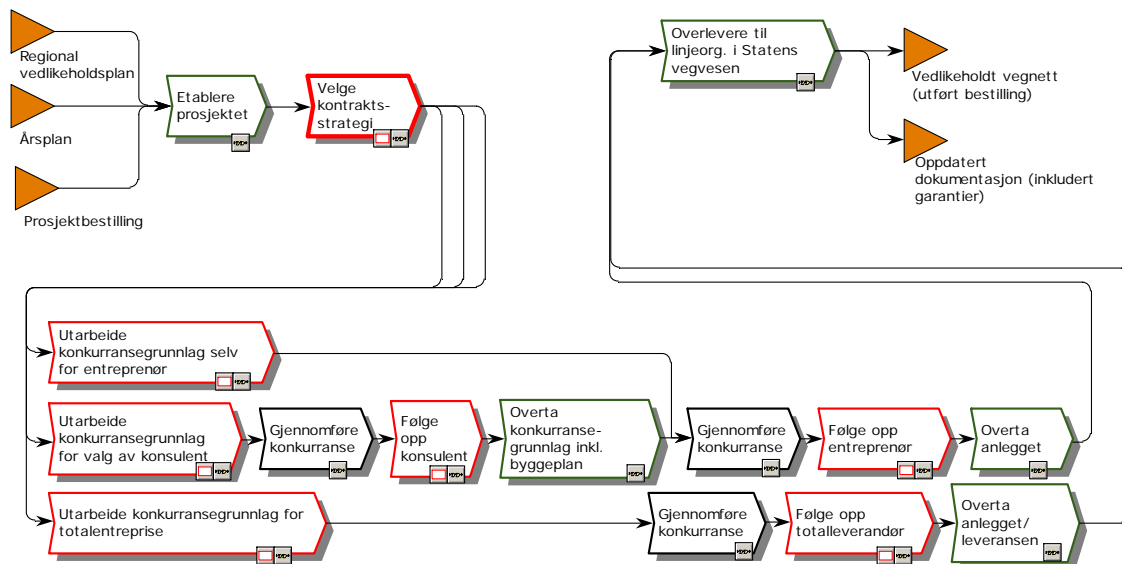 Regional
vedlikeholdsplan
Årsplan
Prosjektbestilling
Etablere
prosjektet
Velge
kontrakts-
strategi
Overlevere til
linjeorg. i Statens
vegvesen
Vedlikeholdt vegnett
(utført bestilling)
Oppdatert
dokumentasjon (inkludert
garantier)
Utarbeide
konkurransegrunnlag selv
for entreprenør
Utarbeide
konkurransegrunnlag
for valg av konsulent
Gjennomføre
konkurranse
Følge
opp
konsulent
Overta
konkurranse-
grunnlag inkl.
byggeplan
Gjennomføre
konkurranse
Følge opp
entreprenør
Overta
anlegget
Utarbeide konkurransegrunnlag for
totalentreprise
Gjennomføre
konkurranse
Følge opp
totalleverandør
Overta
anlegget/
leveransen